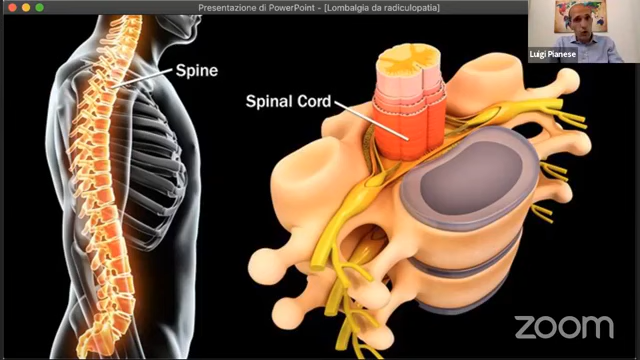 Presentazione di PowerPoint - [Lombalgia da radiculopatia]
Luigi Pianese
Spine
Spinal Cord
zoom